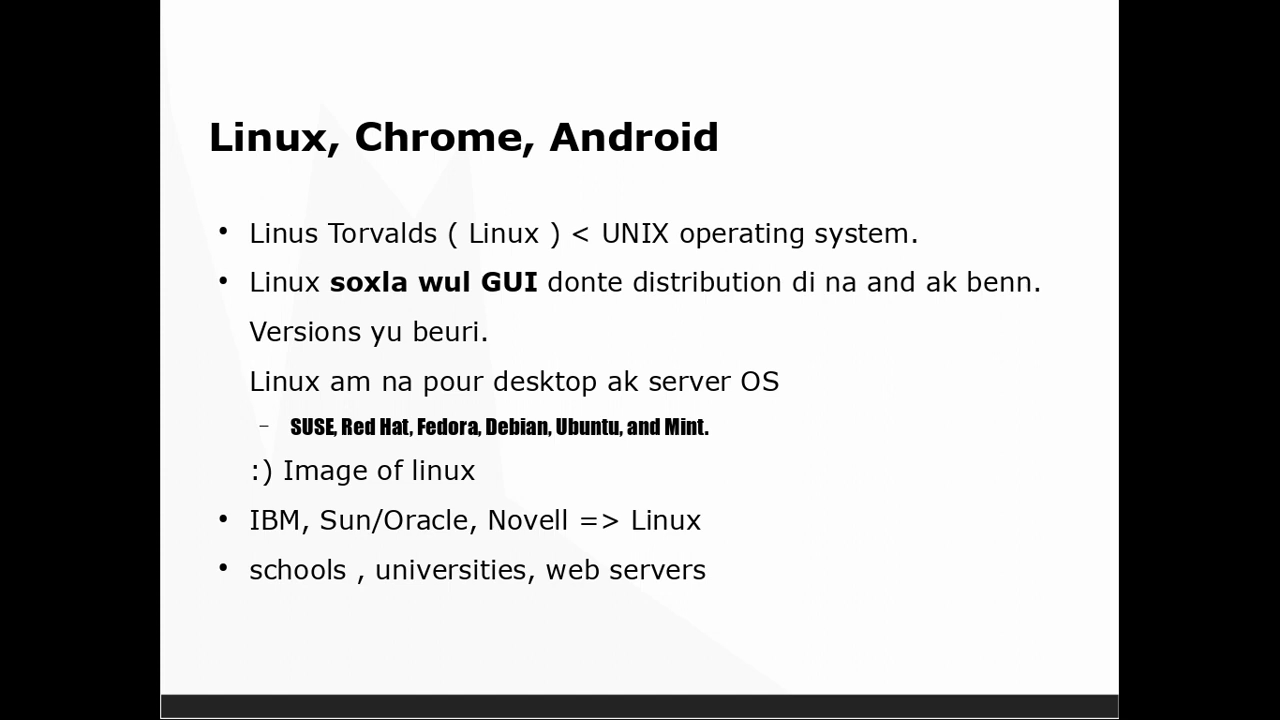 Linux, Chrome, Android
• Linus Torvalds ( Linux ) < UNIX operating system.
• Linux soxla wul GUI donte distribution di na and ak benn.
Versions yu beuri.
Linux am na pour desktop ak server OS
– SUSE, Red Hat, Fedora, Debian, Ubuntu, and Mint.
:) Image of linux
• IBM, Sun/Oracle, Novell => Linux
• schools , universities, web servers